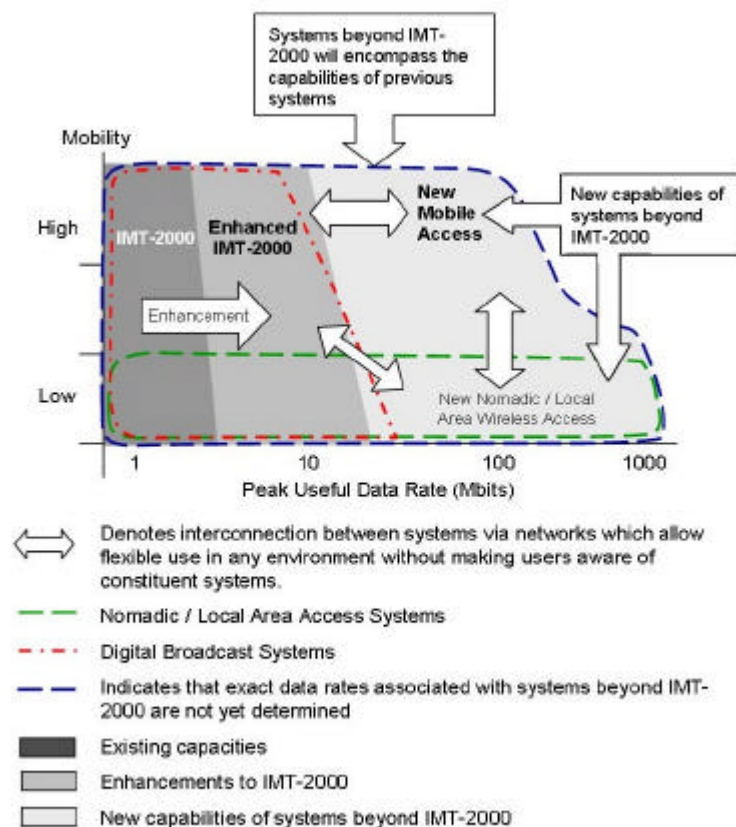 Systems beyond IMT-
2000 will encompass the
capabilities of previous
systems
Mobility
High
Low
IMT-2000
Enhanced
IMT-2000
New
Mobile
Access
New capabilities of
systems beyond
IMT-2000
Enhancement
New Nomadic / Local
Area Wireless Access
1
10
100
1000
Peak Useful Data Rate (Mbits)
Denotes interconnection between systems via networks which allow
flexible use in any environment without making users aware of
constituent systems.
Nomadic / Local Area Access Systems
Digital Broadcast Systems
Indicates that exact data rates associated with systems beyond IMT-
2000 are not yet determined
Existing capacities
Enhancements to IMT-2000
New capabilities of systems beyond IMT-2000